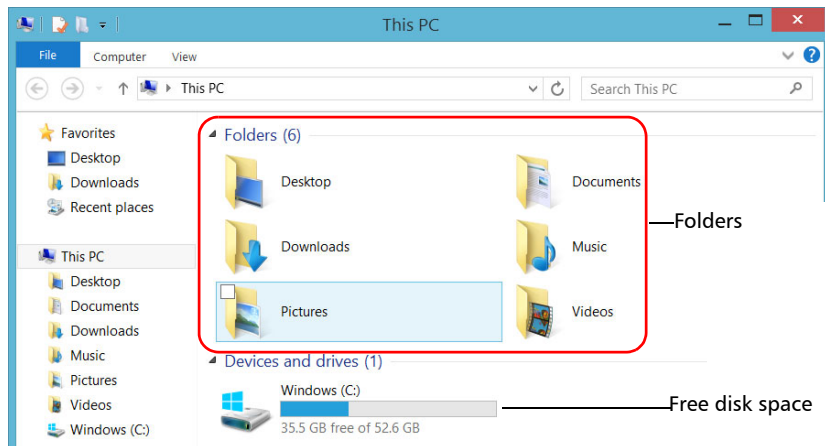 This PC
File Computer View
This PC
Search This PC
Favorites
Desktop
Downloads
Recent places
This PC
Desktop
Documents
Downloads
Music
Pictures
Videos
Windows (C:)
Folders (6)
Desktop
Documents
Downloads
Music
Pictures
Videos
Folders
Devices and drives (1)
Windows (C:)
35.5 GB free of 52.6 GB
Free disk space